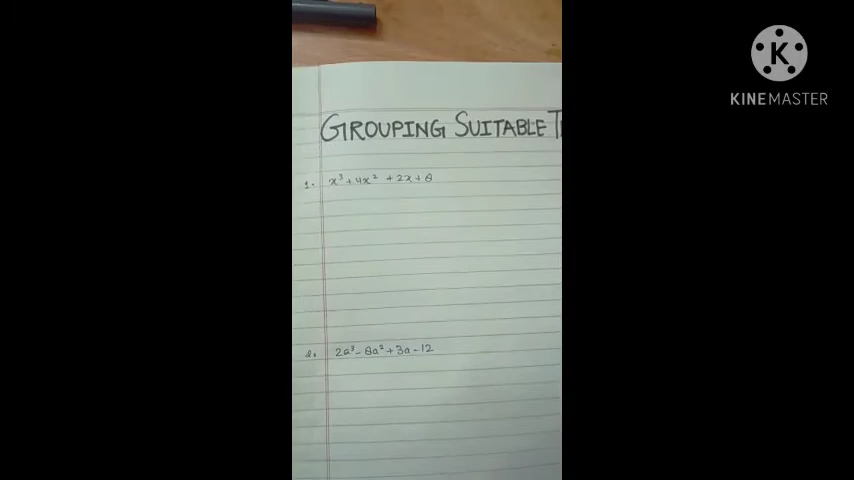 K
KINEMASTER
GROUPING SUITABLE
1. x³ + 4x² + 2x + 8
2. 2a³ - 8a² + 3a - 12